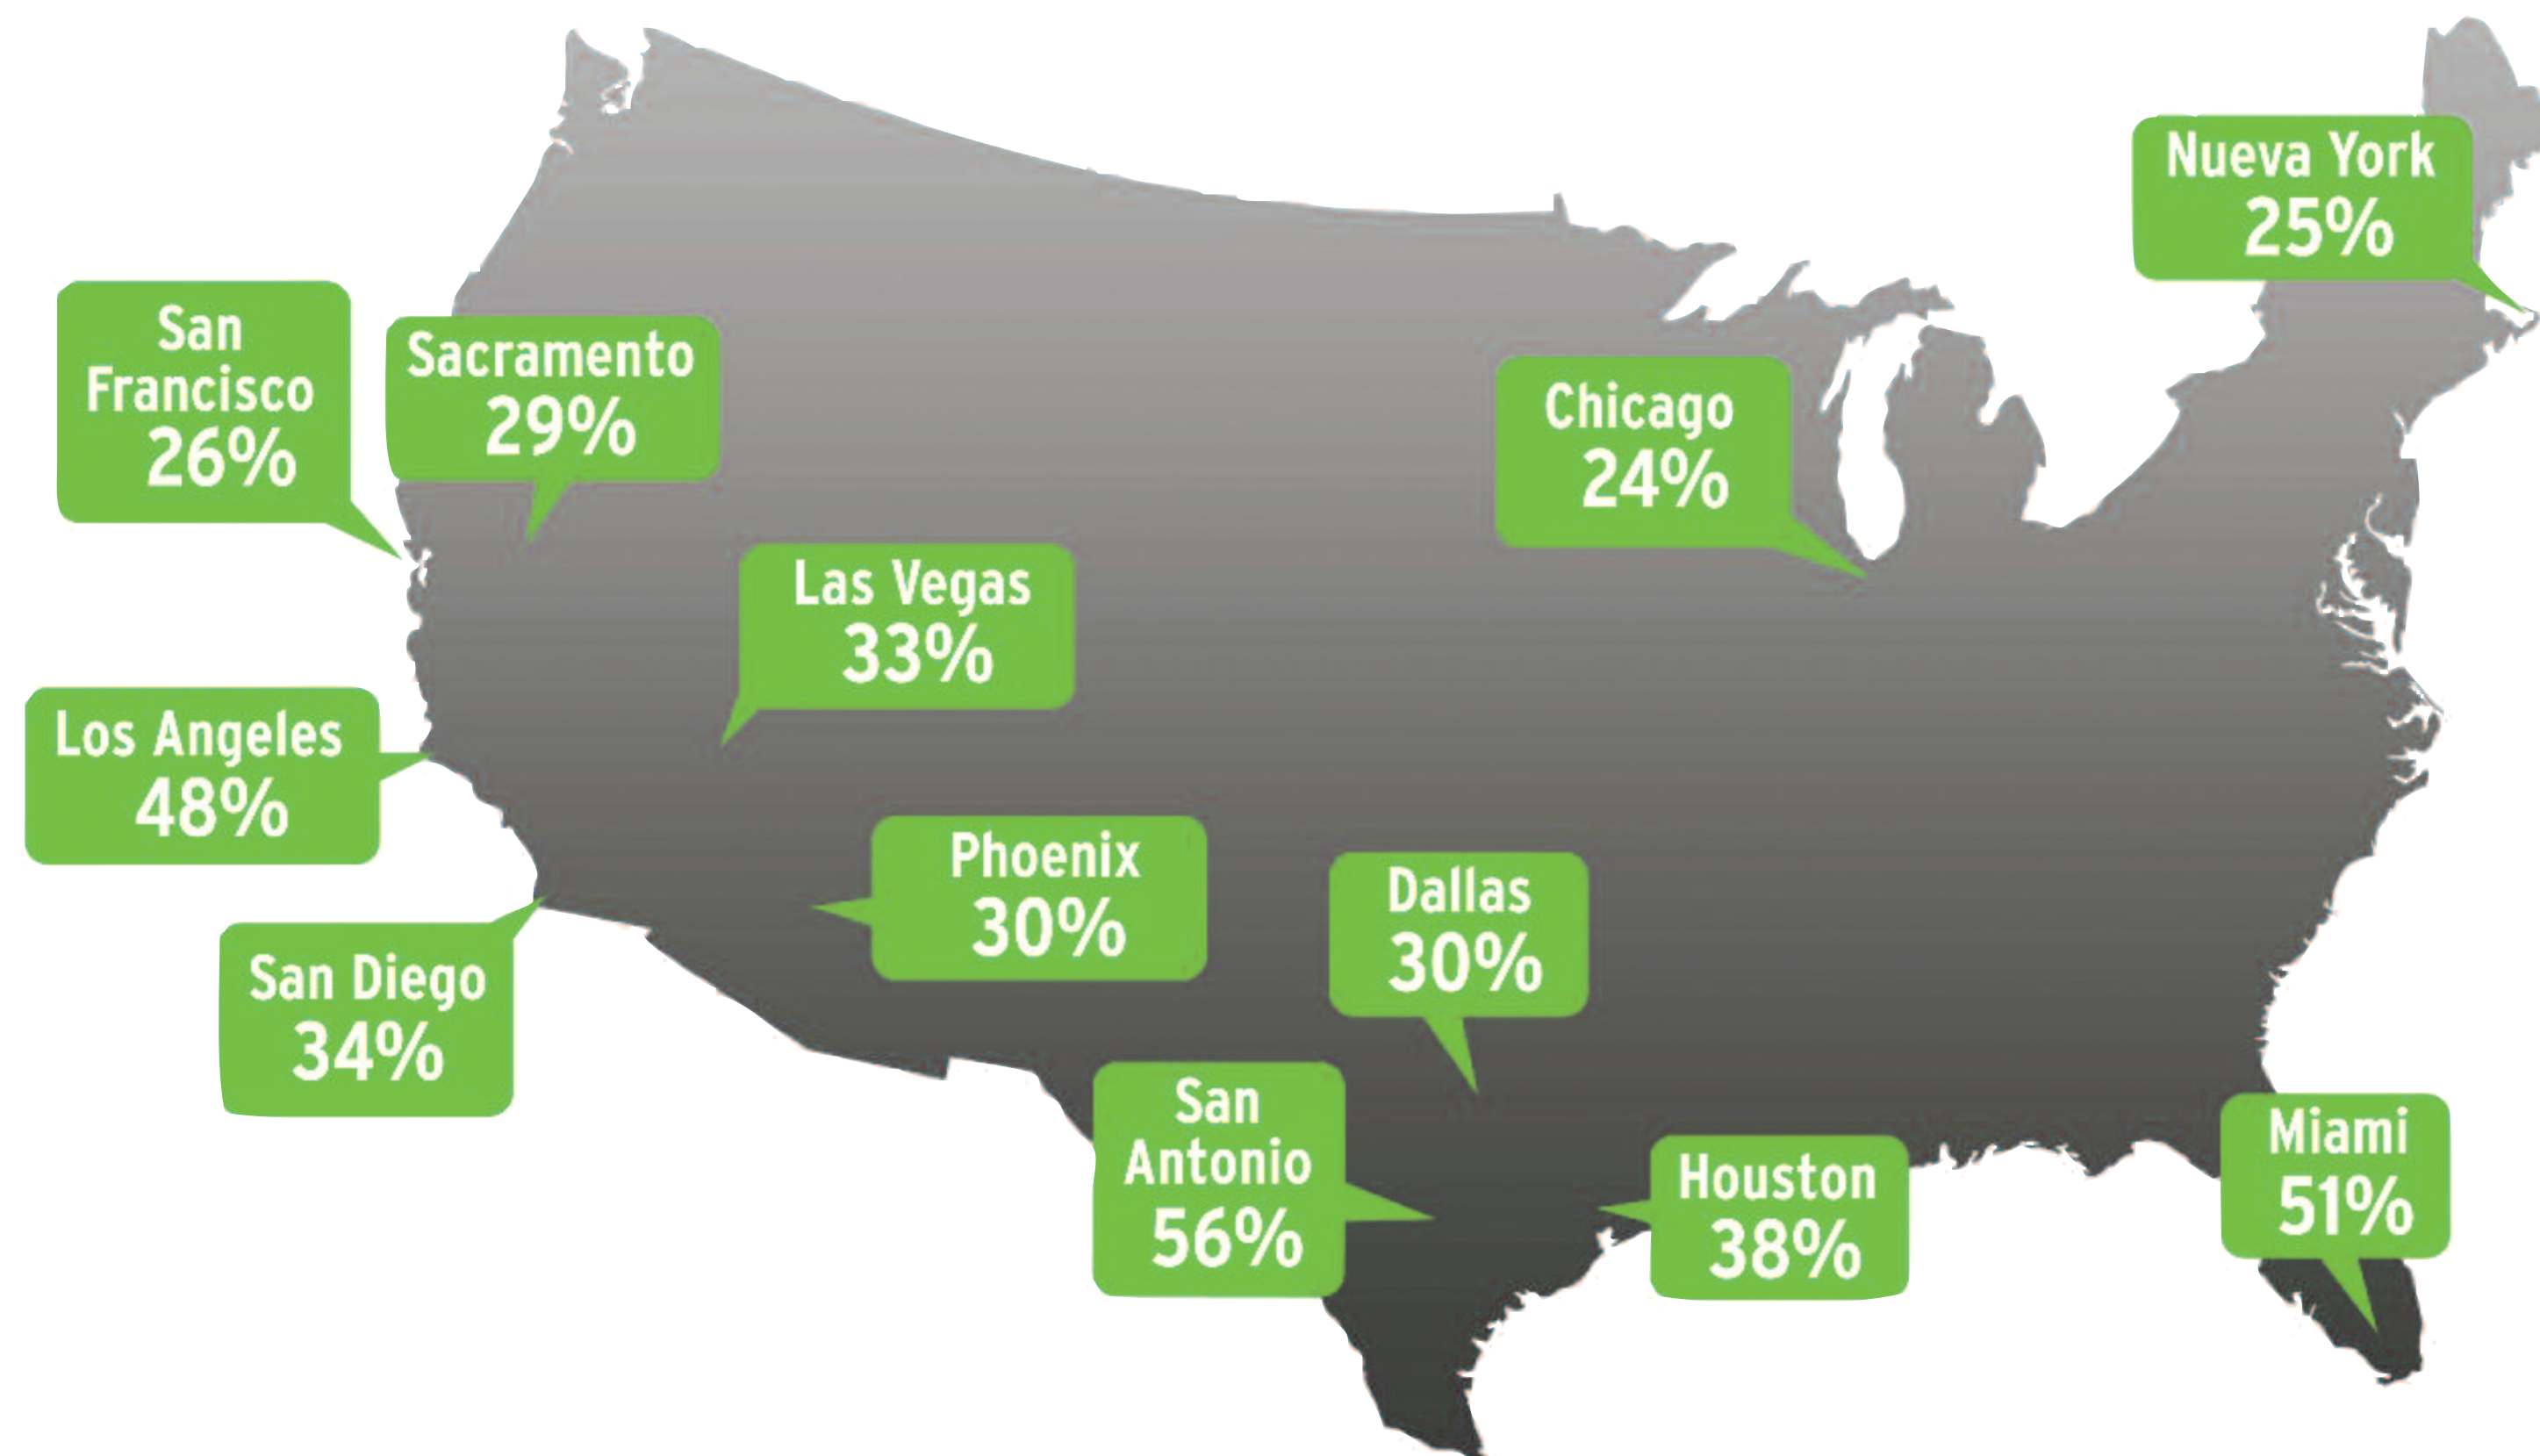 Nueva York
25%
San
Francisco
26%
Sacramento
29%
Chicago
24%
Las Vegas
33%
Los Angeles
48%
Phoenix
30%
Dallas
30%
San Diego
34%
San
Antonio
56%
Houston
38%
Miami
51%